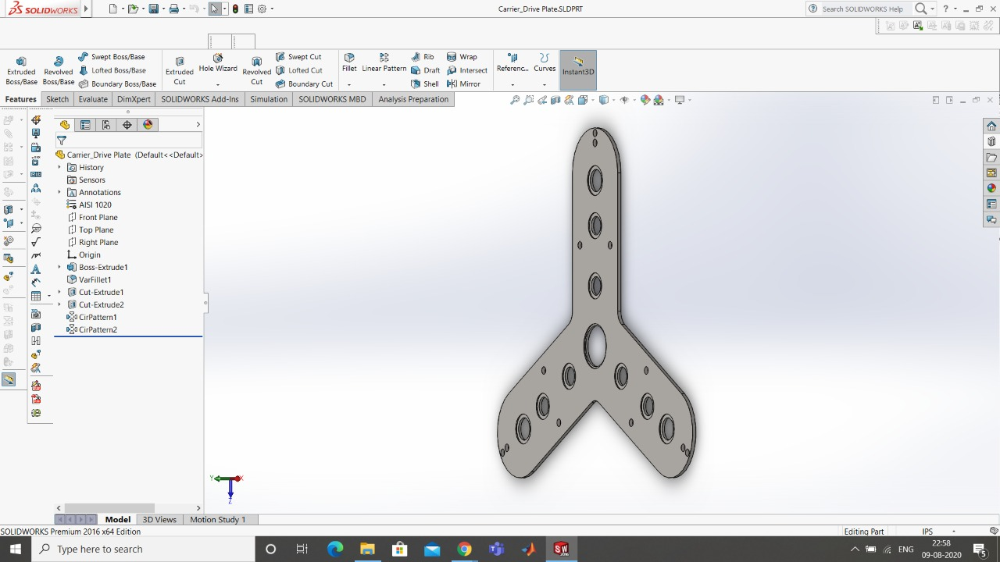 SOLIDWORKS
Carrier_Drive Plate.SLDPRT
Search SOLIDWORKS Help
Extruded Boss/Base
Revolved Boss/Base
Swept Boss/Base
Lofted Boss/Base
Boundary Boss/Base
Extruded Cut
Hole Wizard
Revolved Cut
Swept Cut
Lofted Cut
Boundary Cut
Fillet
Linear Pattern
Rib
Draft
Shell
Wrap
Intersect
Mirror
Referenc...
Curves
Instant3D
Features
Sketch
Evaluate
DimXpert
SOLIDWORKS Add-Ins
Simulation
SOLIDWORKS MBD
Analysis Preparation
Carrier_Drive Plate (Default<<Default>
History
Sensors
Annotations
AISI 1020
Front Plane
Top Plane
Right Plane
Origin
Boss-Extrude1
VarFillet1
Cut-Extrude1
Cut-Extrude2
CirPattern1
CirPattern2
Y
X
Z
Model
3D Views
Motion Study 1
SOLIDWORKS Premium 2016 x64 Edition
Editing Part
IPS
Type here to search
ENG
22:58
09-08-2020
5